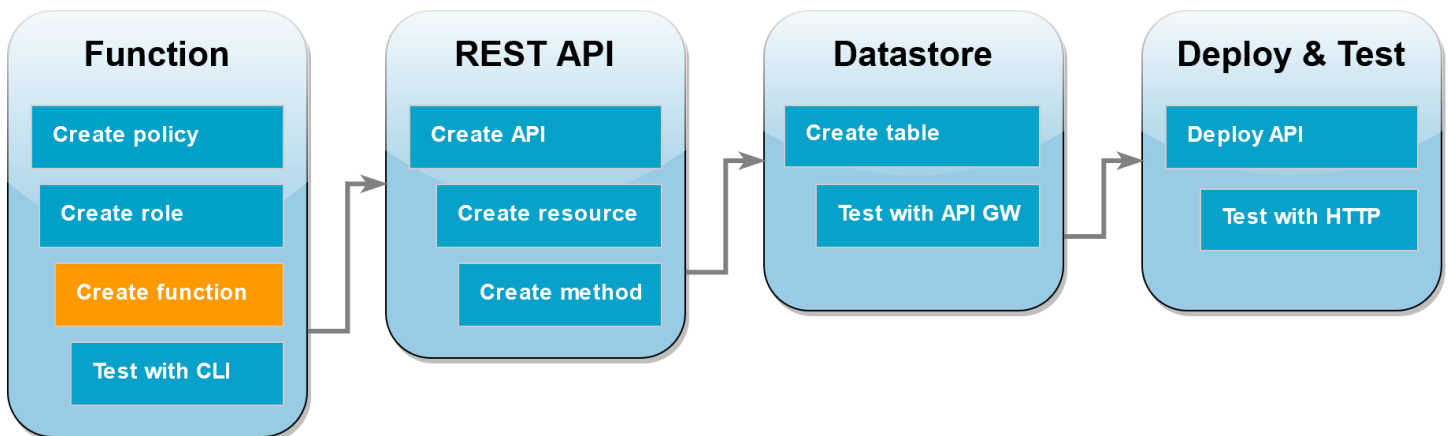 Function
Create policy
Create role
Create function
Test with CLI
REST API
Create API
Create resource
Create method
Datastore
Create table
Test with API GW
Deploy & Test
Deploy API
Test with HTTP